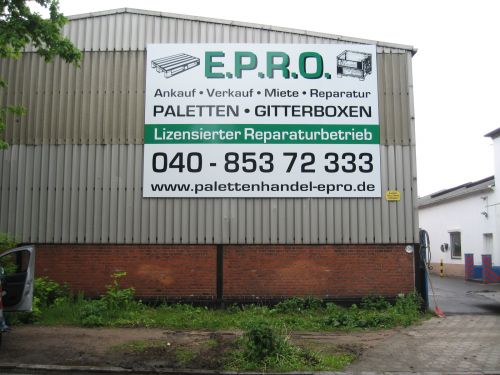 E.P.R.O.
Ankauf • Verkauf • Miete • Reparatur
PALETTEN • GITTERBOXEN
Lizensierter Reparaturbetrieb
040 - 853 72 333
www.palettenhandel-epro.de